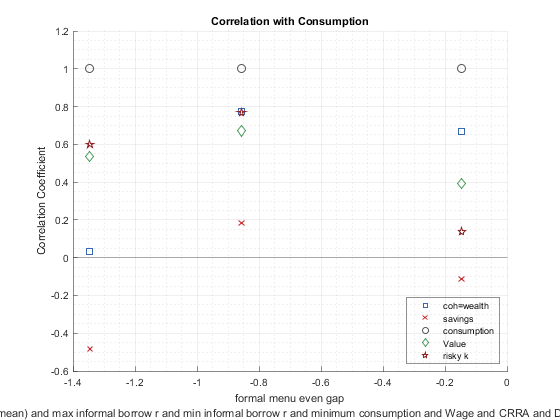 Correlation with Consumption
1.2
1
0.8
0.6
0.4
0.2
0
-0.2
-0.4
-0.6
Correlation Coefficient
coh=wealth
savings
consumption
Value
risky k
-1.4 -1.2 -1 -0.8 -0.6 -0.4 -0.2 0
formal menu even gap
mean) and max informal borrow r and min informal borrow r and minimum consumption and Wage and CRRA and